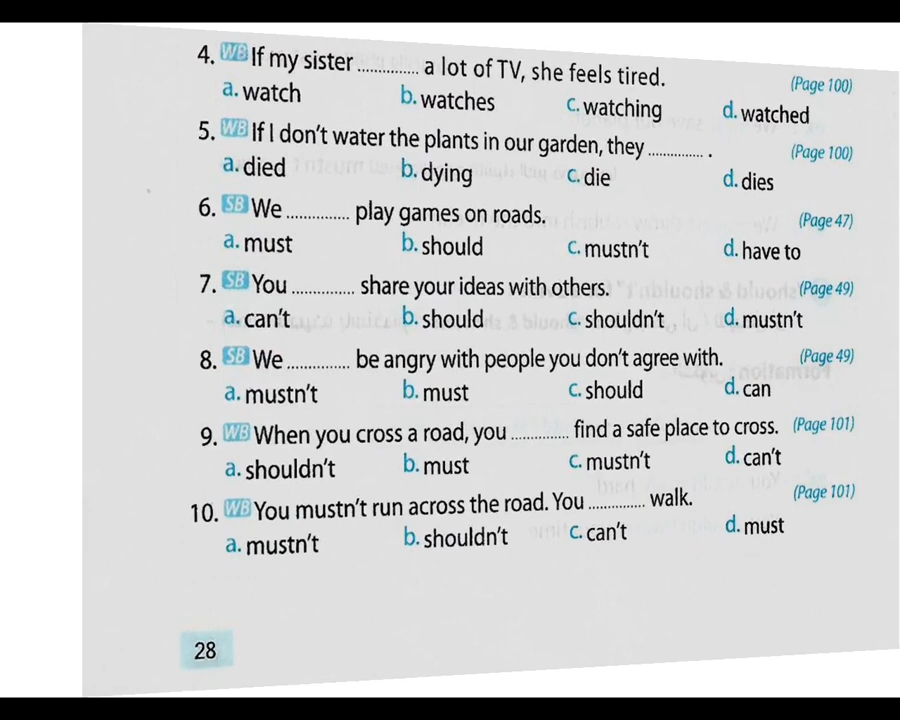 4. WB If my sister .............. a lot of TV, she feels tired. (Page 100)
a. watch b. watches c. watching d. watched
5. WB If I don't water the plants in our garden, they .............. . (Page 100)
a. died b. dying c. die d. dies
6. SB We .............. play games on roads. (Page 47)
a. must b. should c. mustn't d. have to
7. SB You .............. share your ideas with others. (Page 49)
a. can't b. should c. shouldn't d. mustn't
8. SB We .............. be angry with people you don't agree with. (Page 49)
a. mustn't b. must c. should d. can
9. WB When you cross a road, you .............. find a safe place to cross. (Page 101)
a. shouldn't b. must c. mustn't d. can't
10. WB You mustn't run across the road. You .............. walk. (Page 101)
a. mustn't b. shouldn't c. can't d. must
28